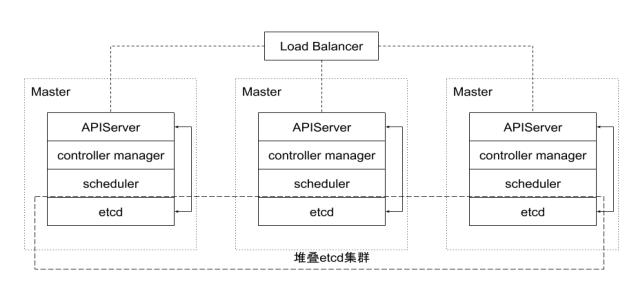 Load Balancer
Master
Master
Master
APIServer
APIServer
APIServer
controller manager
controller manager
controller manager
scheduler
scheduler
scheduler
etcd
etcd
etcd
堆叠etcd集群